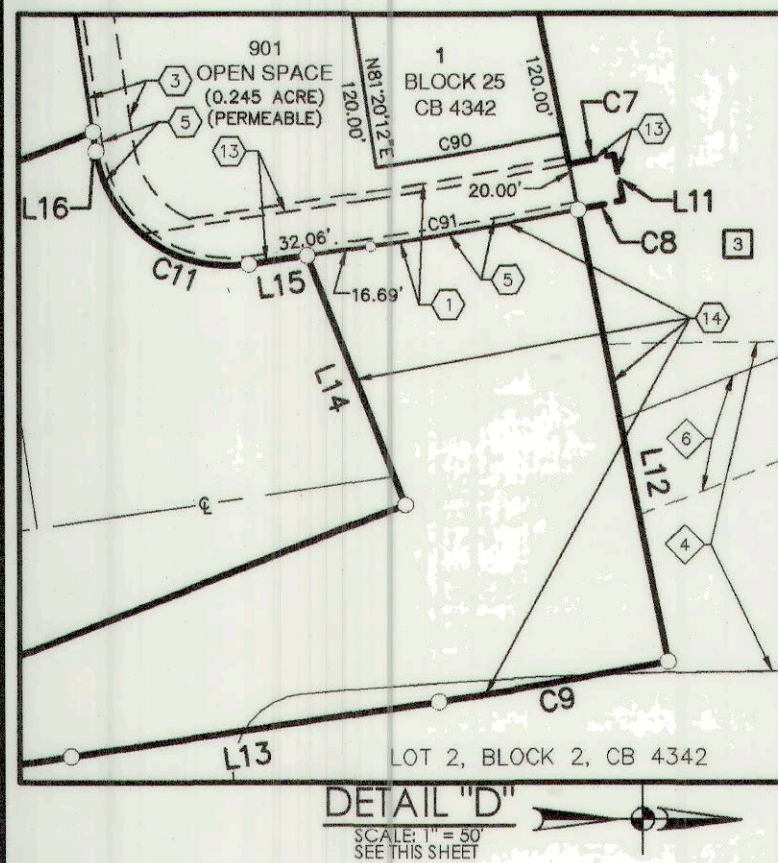 901
OPEN SPACE
(0.245 ACRE)
(PERMEABLE)
3
5
13
N81°20'12"E
120.00'
1
BLOCK 25
CB 4342
120.00'
C90
C7
13
20.00'
L11
C8
3
L16
C11
L15
32.06'
16.69'
C91
1
5
14
L14
6
L12
4
℄
C9
L13
LOT 2, BLOCK 2, CB 4342
DETAIL "D"
SCALE: 1" = 50'
SEE THIS SHEET